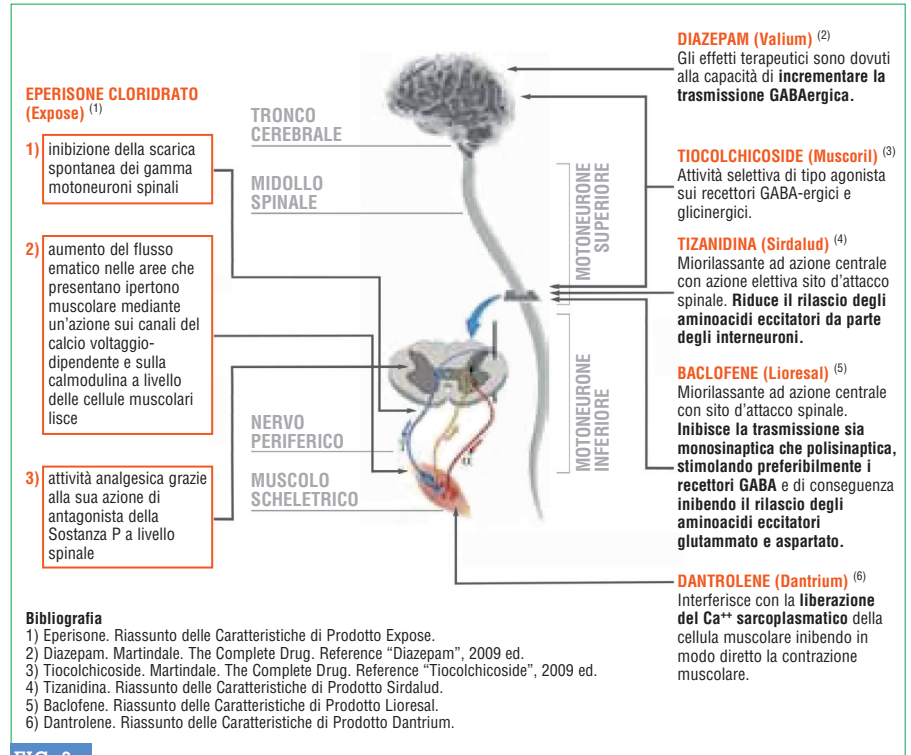 EPERISONE CLORIDRATO
(Expose) (1)
1) inibizione della scarica
spontanea dei gamma
motoneuroni spinali
2) aumento del flusso
ematico nelle aree che
presentano ipertono
muscolare mediante
un'azione sui canali del
calcio voltaggio-
dipendente e sulla
calmodulina a livello
delle cellule muscolari
lisce
3) attività analgesica grazie
alla sua azione di
antagonista della
Sostanza P a livello
spinale
TRONCO
CEREBRALE
MIDOLLO
SPINALE
NERVO
PERIFERICO
MUSCOLO
SCHELETRICO
MOTONEURONE
SUPERIORE
MOTONEURONE
INFERIORE
α
DIAZEPAM (Valium) (2)
Gli effetti terapeutici sono dovuti
alla capacità di incrementare la
trasmissione GABAergica.
TIOCOLCHICOSIDE (Muscoril) (3)
Attività selettiva di tipo agonista
sui recettori GABA-ergici e
glicinergici.
TIZANIDINA (Sirdalud) (4)
Miorilassante ad azione centrale
con azione elettiva sito d'attacco
spinale. Riduce il rilascio degli
aminoacidi eccitatori da parte
degli interneuroni.
BACLOFENE (Lioresal) (5)
Miorilassante ad azione centrale
con sito d'attacco spinale.
Inibisce la trasmissione sia
monosinaptica che polisinaptica,
stimolando preferibilmente i
recettori GABA e di conseguenza
inibendo il rilascio degli
aminoacidi eccitatori
glutammato e aspartato.
DANTROLENE (Dantrium) (6)
Interferisce con la liberazione
del Ca++ sarcoplasmatico della
cellula muscolare inibendo in
modo diretto la contrazione
muscolare.
Bibliografia
1) Eperisone. Riassunto delle Caratteristiche di Prodotto Expose.
2) Diazepam. Martindale. The Complete Drug. Reference "Diazepam", 2009 ed.
3) Tiocolchicoside. Martindale. The Complete Drug. Reference "Tiocolchicoside", 2009 ed.
4) Tizanidina. Riassunto delle Caratteristiche di Prodotto Sirdalud.
5) Baclofene. Riassunto delle Caratteristiche di Prodotto Lioresal.
6) Dantrolene. Riassunto delle Caratteristiche di Prodotto Dantrium.